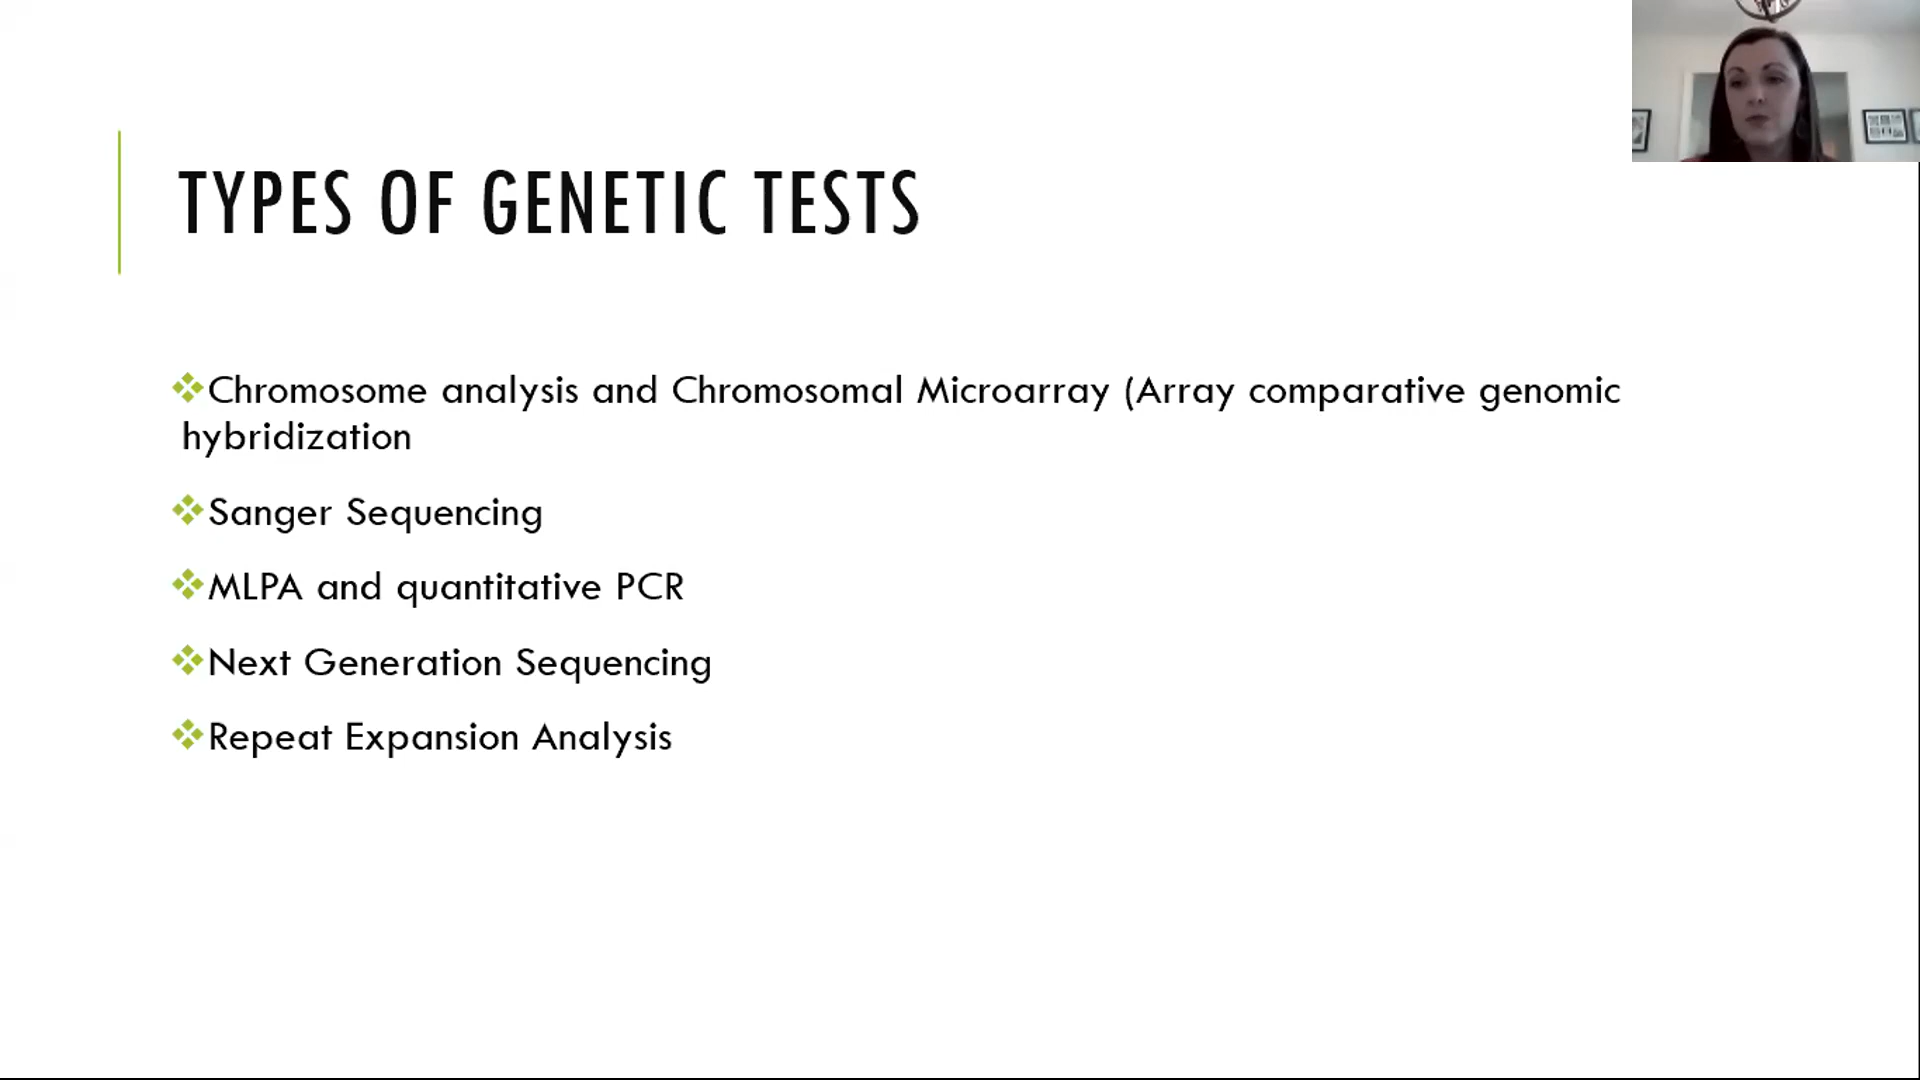 TYPES OF GENETIC TESTS
Chromosome analysis and Chromosomal Microarray (Array comparative genomic
hybridization
Sanger Sequencing
MLPA and quantitative PCR
Next Generation Sequencing
Repeat Expansion Analysis